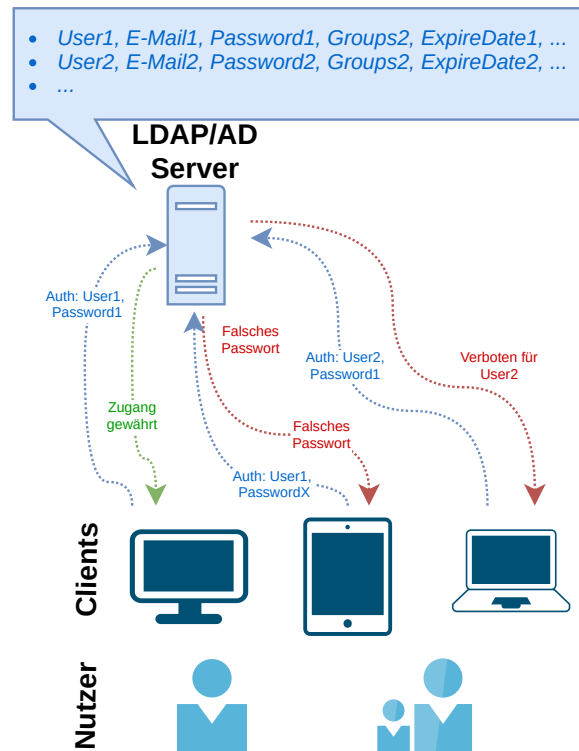 • User1, E-Mail1, Password1, Groups2, ExpireDate1, ...
• User2, E-Mail2, Password2, Groups2, ExpireDate2, ...
• ...
LDAP/AD
Server
Auth: User1,
Password1
Falsches
Passwort
Auth: User2,
Password1
Verboten für
User2
Zugang
gewährt
Falsches
Passwort
Auth: User1,
PasswordX
Clients
Nutzer